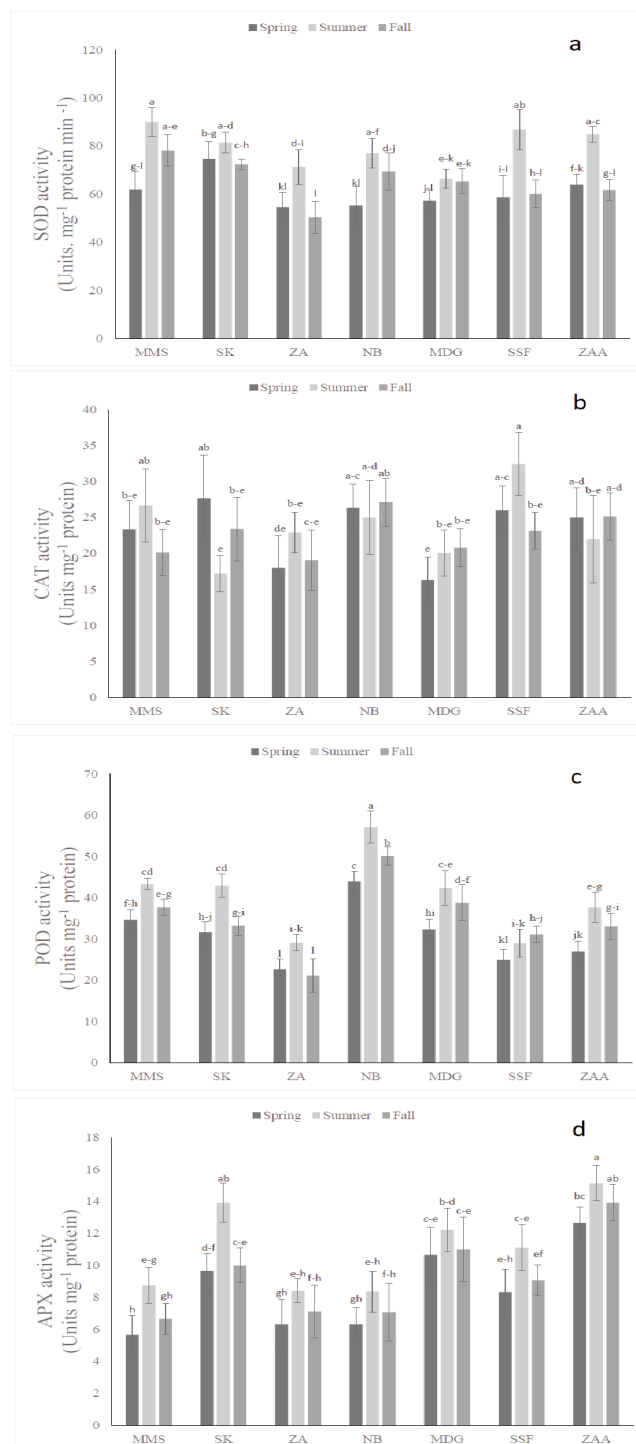 Spring Summer Fall
a
SOD activity
(Units. mg⁻¹ protein min ⁻¹)
120
100
80
60
40
20
0
g-l a a-e b-g a-d c-h kl d-i l kl a-f d-j j-l e-k e-k i-l ab h-l f-k a-c g-l
MMS SK ZA NB MDG SSF ZAA
Spring Summer Fall
b
CAT activity
(Units mg⁻¹ protein)
40
35
30
25
20
15
10
5
0
b-e ab b-e ab e b-e de b-e c-e a-c a-d ab e b-e b-e a-c a b-e a-d b-e a-d
MMS SK ZA NB MDG SSF ZAA
Spring Summer Fall
c
POD activity
(Units mg⁻¹ protein)
70
60
50
40
30
20
10
0
f-h cd e-g h-j cd g-i l i-k l c a b hi c-e d-f kl i-k h-j jk e-g g-i
MMS SK ZA NB MDG SSF ZAA
Spring Summer Fall
d
APX activity
(Units mg⁻¹ protein)
18
16
14
12
10
8
6
4
2
0
h e-g gh d-f ab c-e gh e-h f-h gh e-h f-h c-e b-d c-e e-h c-e ef bc a ab
MMS SK ZA NB MDG SSF ZAA